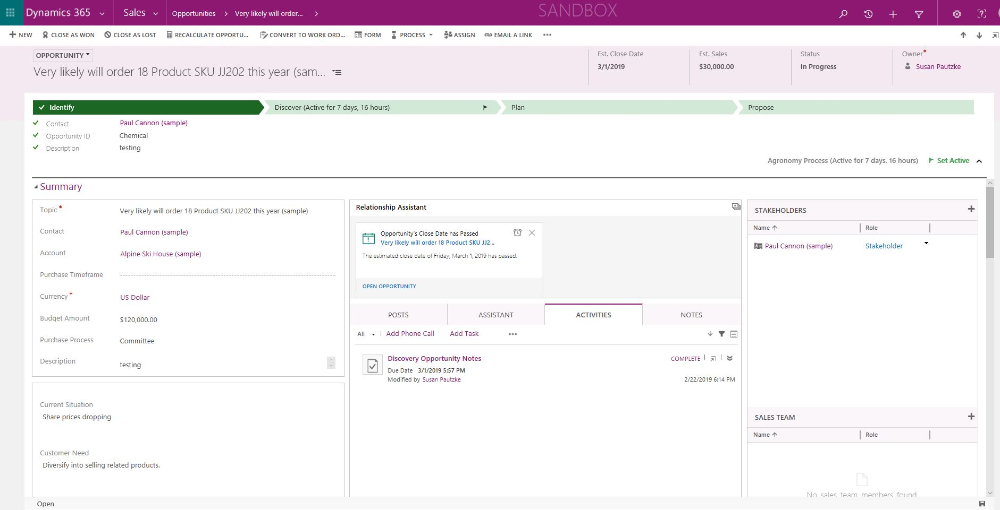 Dynamics 365 Sales Opportunities > Very likely will order... > SANDBOX
NEW CLOSE AS WON CLOSE AS LOST RECALCULATE OPPORTU... CONVERT TO WORK ORD... FORM PROCESS ASSIGN EMAIL A LINK ...
OPPORTUNITY
Very likely will order 18 Product SKU JJ202 this year (sam...
Est. Close Date
3/1/2019
Est. Sales
$30,000.00
Status
In Progress
Owner*
Susan Pautzke
Identify
Discover (Active for 7 days, 16 hours)
Plan
Propose
Contact Paul Cannon (sample)
Opportunity ID Chemical
Description testing
Agronomy Process (Active for 7 days, 16 hours) Set Active
Summary
Topic* Very likely will order 18 Product SKU JJ202 this year (sample)
Contact Paul Cannon (sample)
Account Alpine Ski House (sample)
Purchase Timeframe
Currency* US Dollar
Budget Amount $120,000.00
Purchase Process Committee
Description testing
Current Situation
Share prices dropping
Customer Need
Diversify into selling related products.
Relationship Assistant
Opportunity's Close Date has Passed
Very likely will order 18 Product SKU JJ2...
The estimated close date of Friday, March 1, 2019 has passed.
OPEN OPPORTUNITY
POSTS ASSISTANT ACTIVITIES NOTES
All Add Phone Call Add Task ...
Discovery Opportunity Notes COMPLETE
Due Date 3/1/2019 5:57 PM
Modified by Susan Pautzke 2/22/2019 6:14 PM
STAKEHOLDERS
Name Role
Paul Cannon (sample) Stakeholder
SALES TEAM
Name Role
No sales team members found
Open